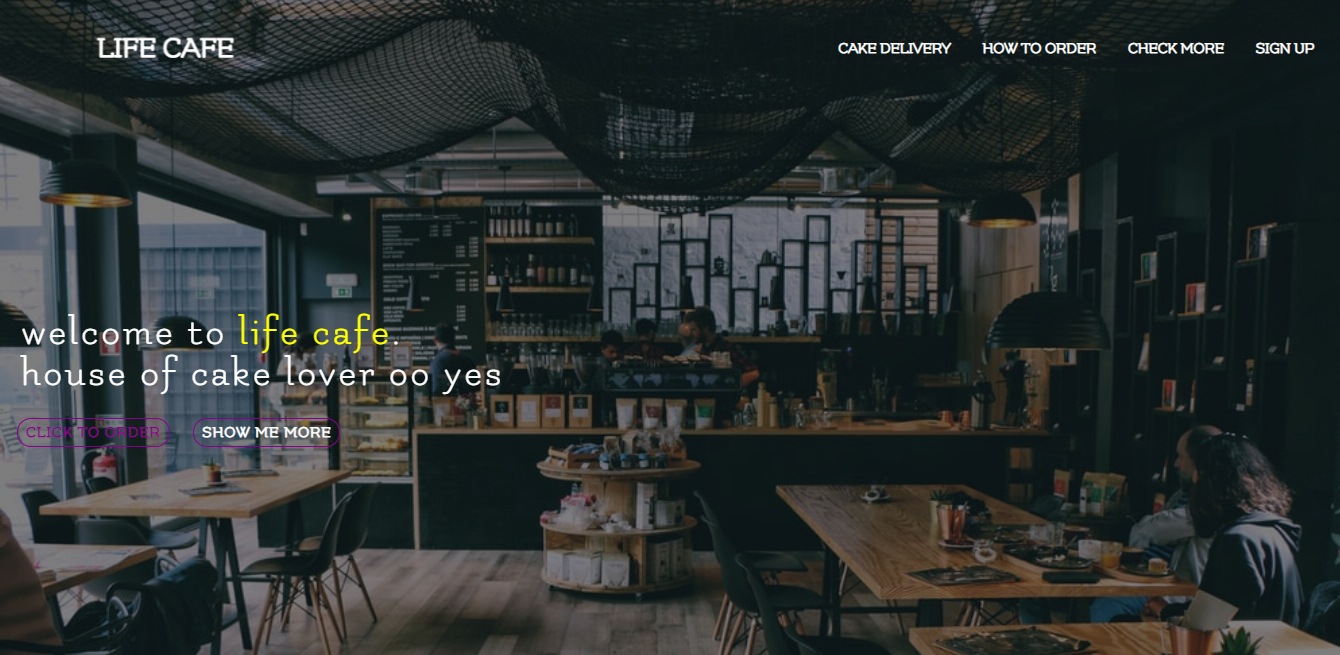 LIFE CAFE
CAKE DELIVERY HOW TO ORDER CHECK MORE SIGN UP
welcome to life cafe.
house of cake lover oo yes
CLICK TO ORDER SHOW ME MORE